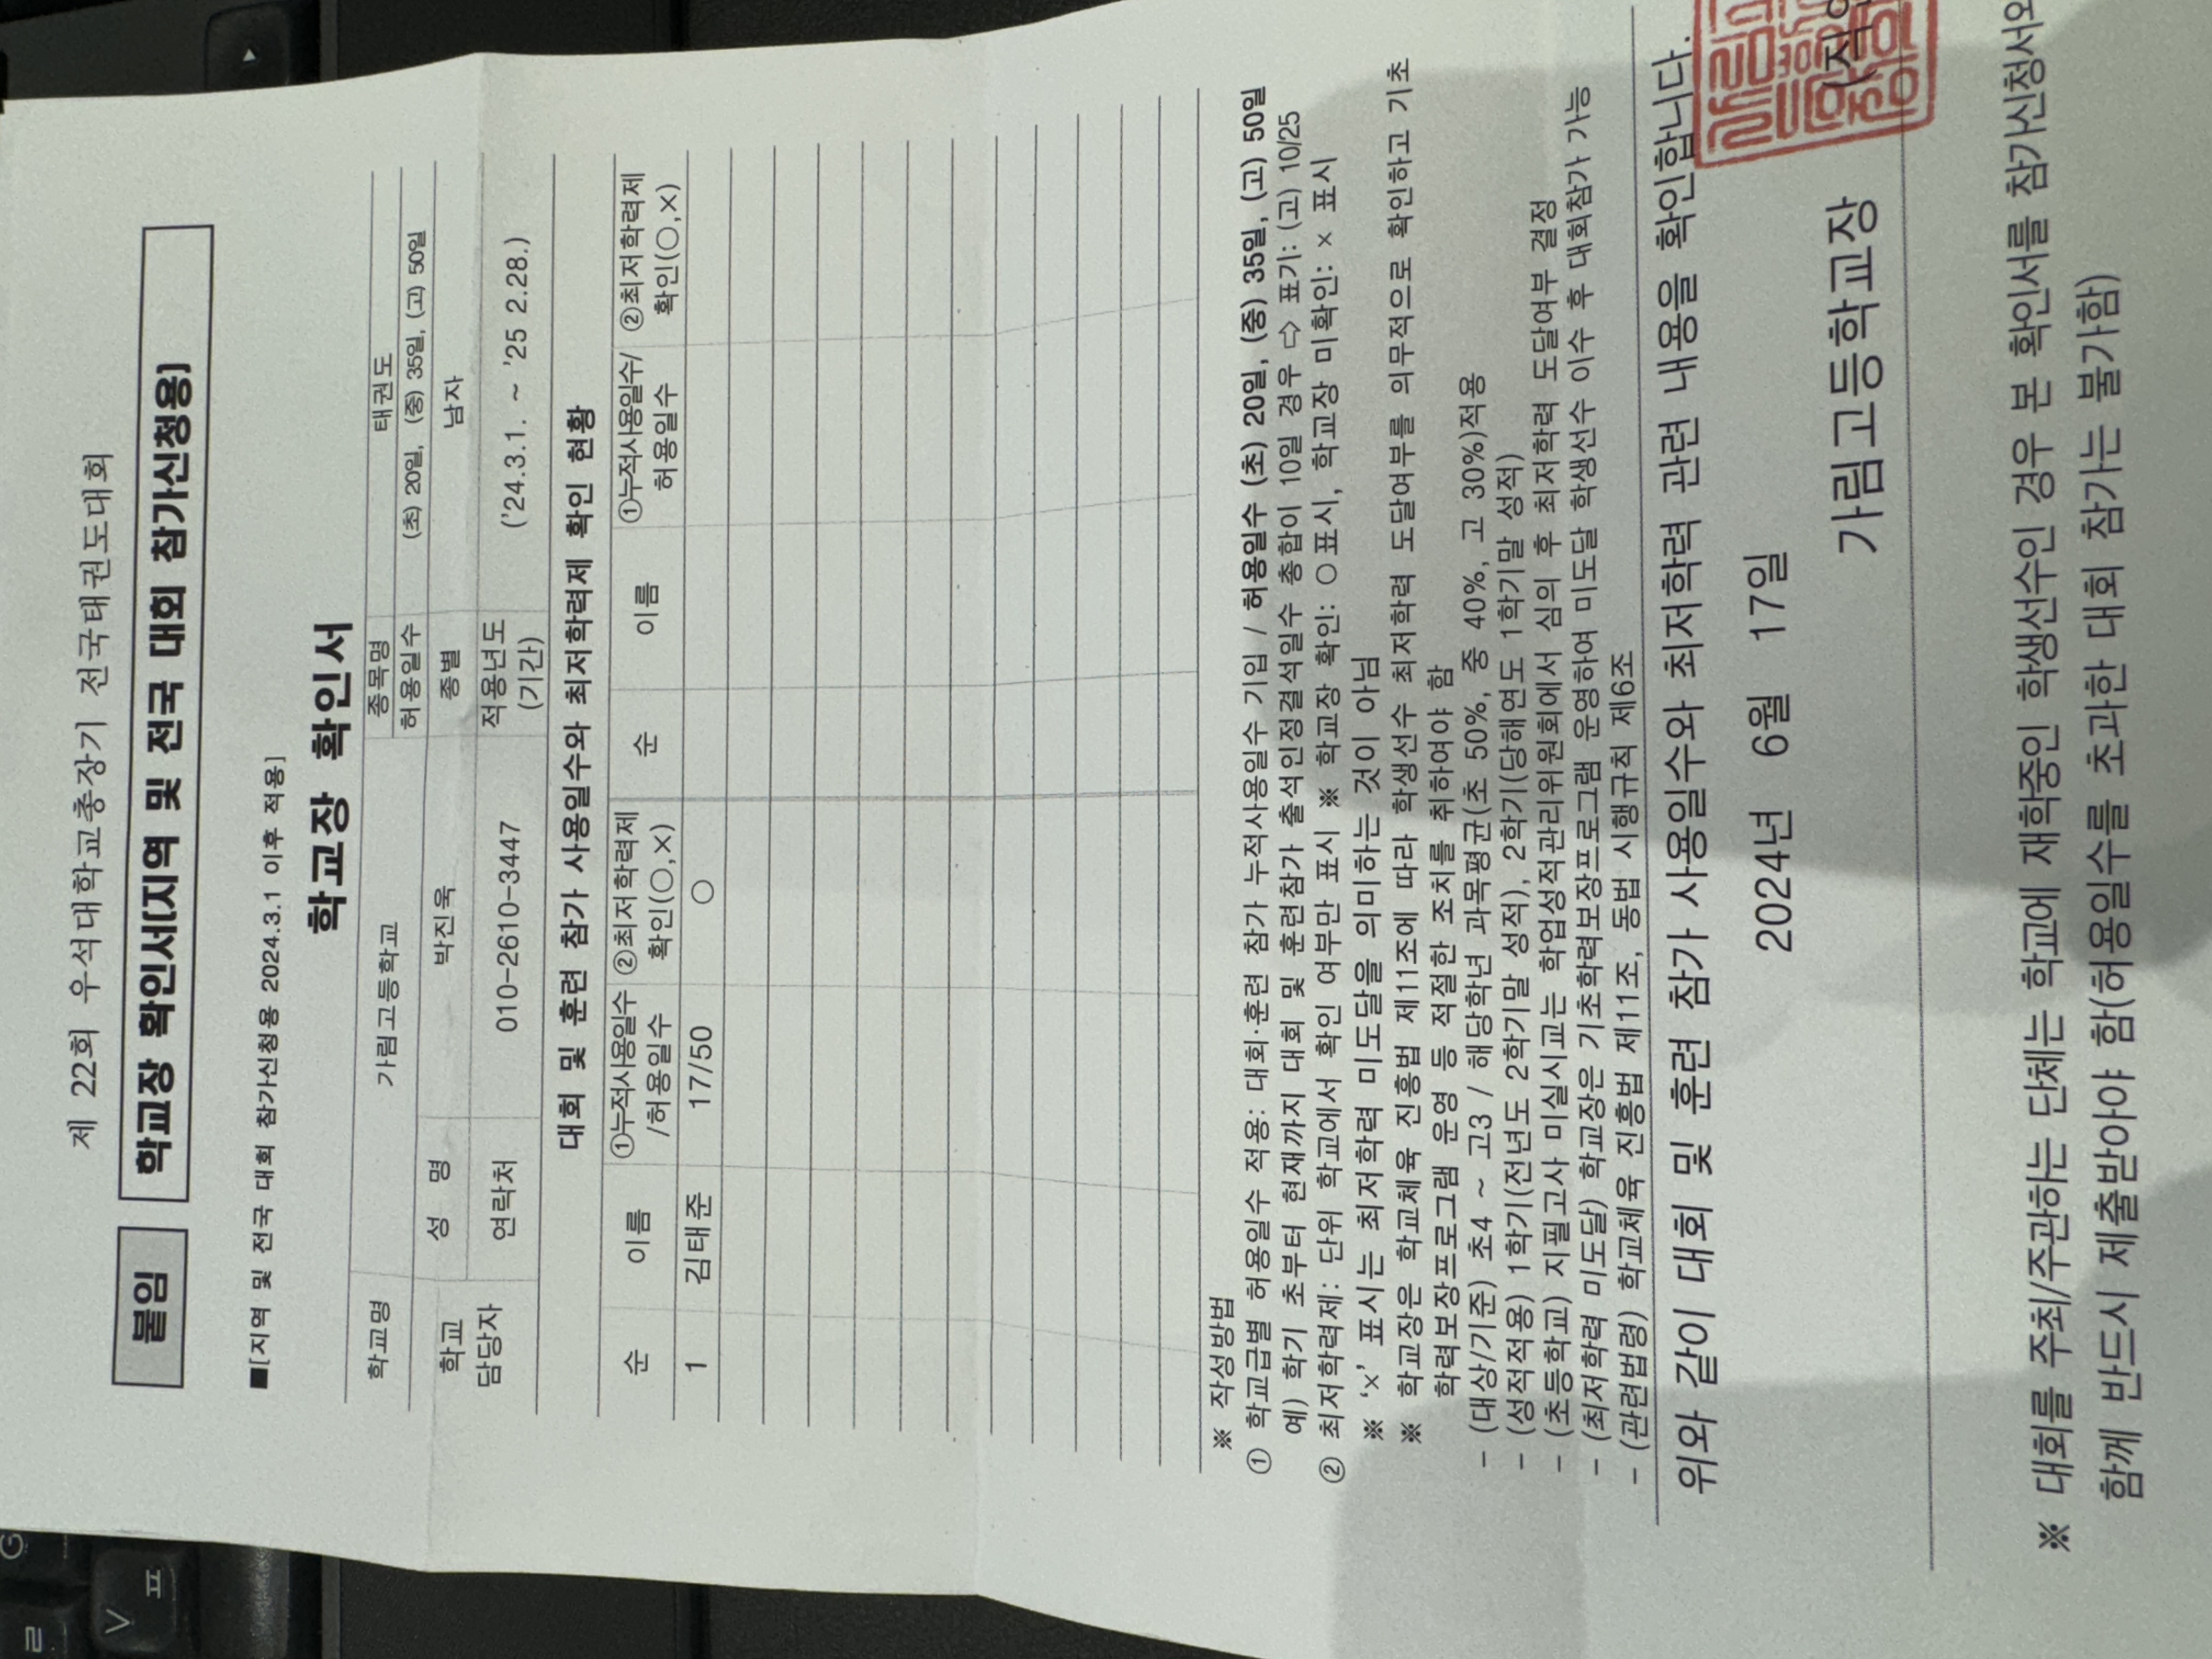 제 22회 우석대학교총장기 전국태권도대회
붙임 학교장 확인서[지역 및 전국 대회 참가신청용]
■[지역 및 전국 대회 참가신청용 2024.3.1 이후 적용]
학교장 확인서
학교명 가림고등학교 종목명 태권도
허용일수 (초) 20일, (중) 35일, (고) 50일
학교 담당자 성 명 박진욱 종별 남자
연락처 010-2610-3447 적용년도 (기간) ('24.3.1. ~ '25 2.28.)
대회 및 훈련 참가 사용일수와 최저학력제 확인 현황
순 이름 ①누적사용일수 /허용일수 ②최저학력제 확인(○,×) 순 이름 ①누적사용일수/ 허용일수 ②최저학력제 확인(○,×)
1 김태준 17/50 ○
※ 작성방법
① 학교급별 허용일수 적용: 대회·훈련 참가 누적사용일수 기입 / 허용일수 (초) 20일, (중) 35일, (고) 50일
예) 학기 초부터 현재까지 대회 및 훈련참가 출석인정결석일수 총합이 10일 경우 ⇨ 표기: (고) 10/25
② 최저학력제: 단위 학교에서 확인 여부만 표시 ※ 학교장 확인: ○ 표시, 학교장 미확인: × 표시
※ ‘×’ 표시는 최저학력 미도달을 의미하는 것이 아님
※ 학교장은 학교체육 진흥법 제11조에 따라 학생선수 최저학력 도달여부를 의무적으로 확인하고 기초
학력보장프로그램 운영 등 적절한 조치를 취하여야 함
- (대상/기준) 초4 ~ 고3 / 해당학년 과목평균(초 50%, 중 40%, 고 30%)적용
- (성적적용) 1학기(전년도 2학기말 성적), 2학기(당해연도 1학기말 성적)
- (초등학교) 지필고사 미실시교는 학업성적관리위원회에서 심의 후 최저학력 도달여부 결정
- (최저학력 미도달) 학교장은 기초학력보장프로그램 운영하여 미도달 학생선수 이수 후 대회참가 가능
- (관련법령) 학교체육 진흥법 제11조, 동법 시행규칙 제6조
위와 같이 대회 및 훈련 참가 사용일수와 최저학력 관련 내용을 확인합니다.
2024년 6월 17일
가림고등학교장 (직인
※ 대회를 주최/주관하는 단체는 학교에 재학중인 학생선수인 경우 본 확인서를 참가신청서와
함께 반드시 제출받아야 함(허용일수를 초과한 대회 참가는 불가함)